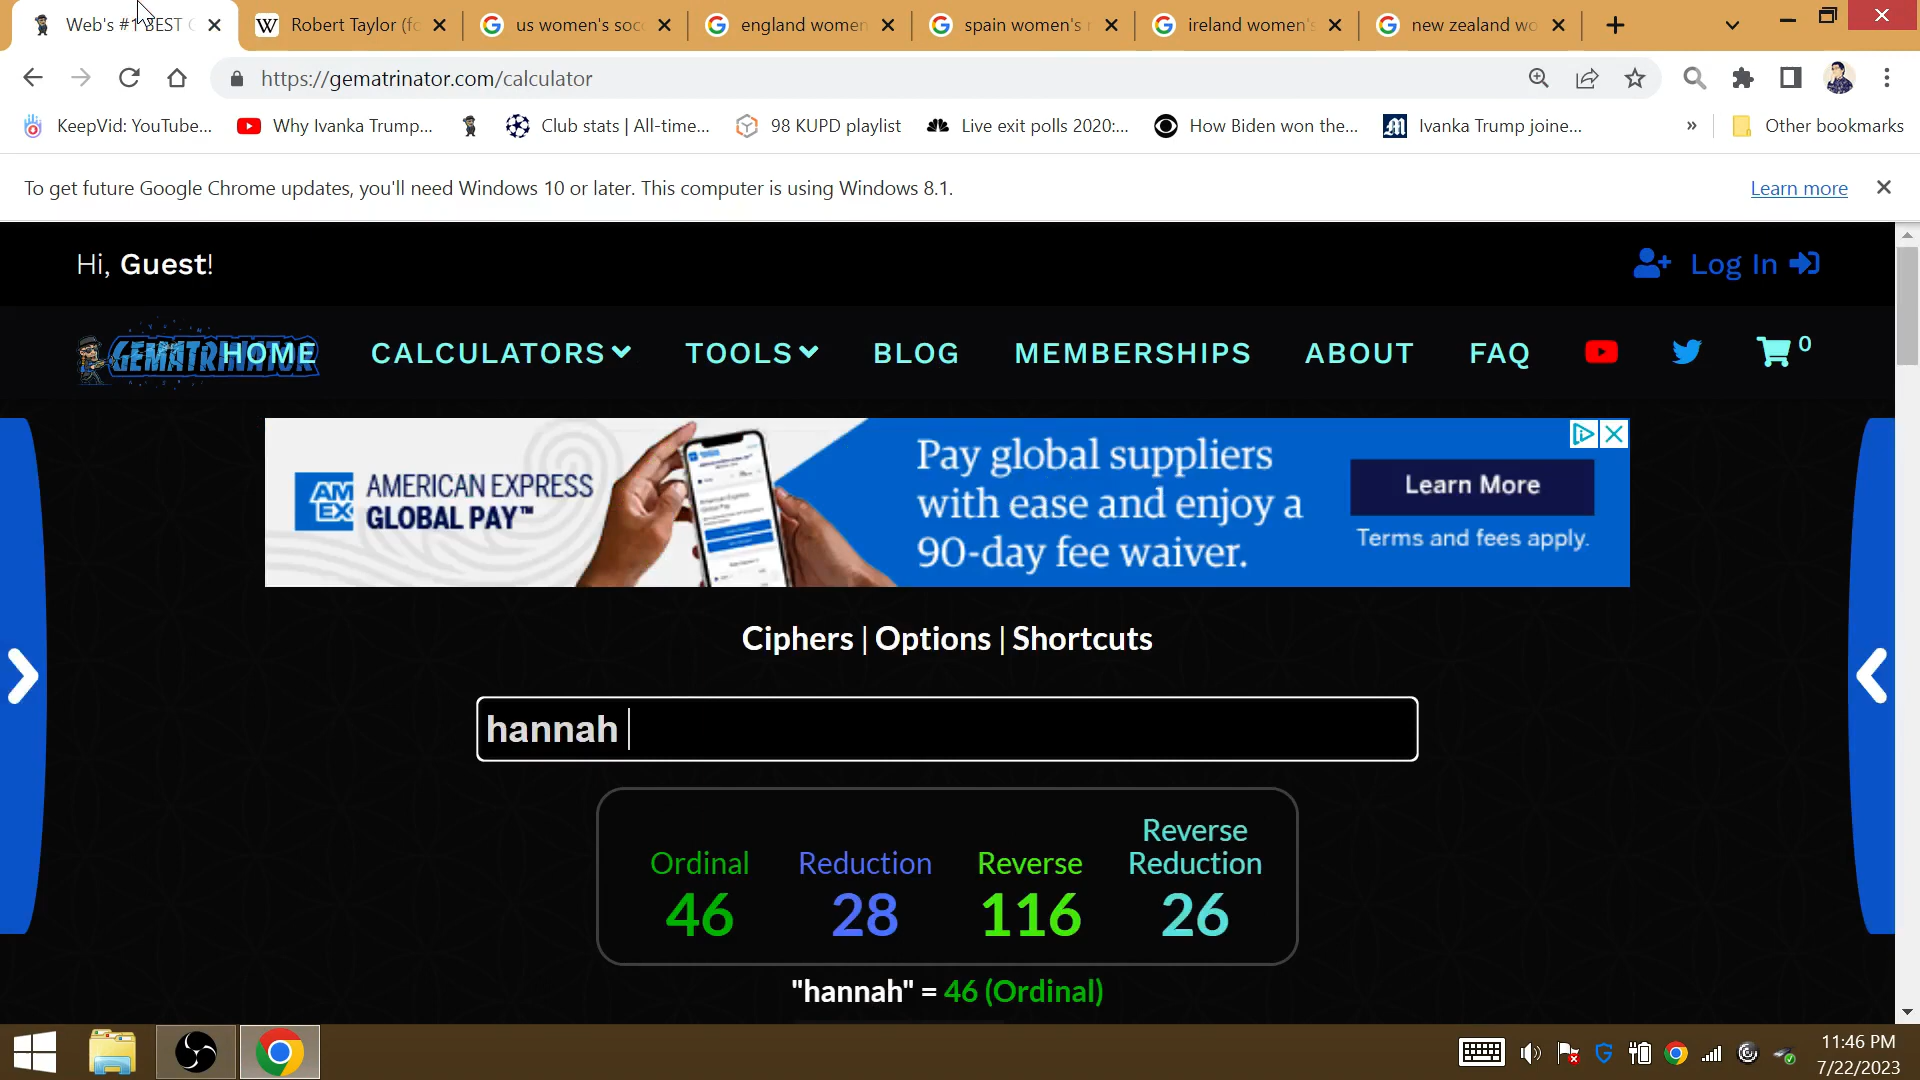 Web's #1 BEST
Robert Taylor (fo
us women's soc
england women
spain women's
ireland women's
new zealand wo
https://gematrinator.com/calculator
KeepVid: YouTube...
Why Ivanka Trump...
Club stats | All-time...
98 KUPD playlist
Live exit polls 2020:...
How Biden won the...
Ivanka Trump joine...
»
Other bookmarks
To get future Google Chrome updates, you'll need Windows 10 or later. This computer is using Windows 8.1.
Learn more
Hi, Guest!
Log In
GEMATRINATOR
HOME
CALCULATORS
TOOLS
BLOG
MEMBERSHIPS
ABOUT
FAQ
0
AM
EX
AMERICAN EXPRESS
GLOBAL PAY™
Pay global suppliers
with ease and enjoy a
90-day fee waiver.
Learn More
Terms and fees apply.
Ciphers | Options | Shortcuts
hannah
Ordinal
46
Reduction
28
Reverse
116
Reverse
Reduction
26
"hannah" = 46 (Ordinal)
11:46 PM
7/22/2023